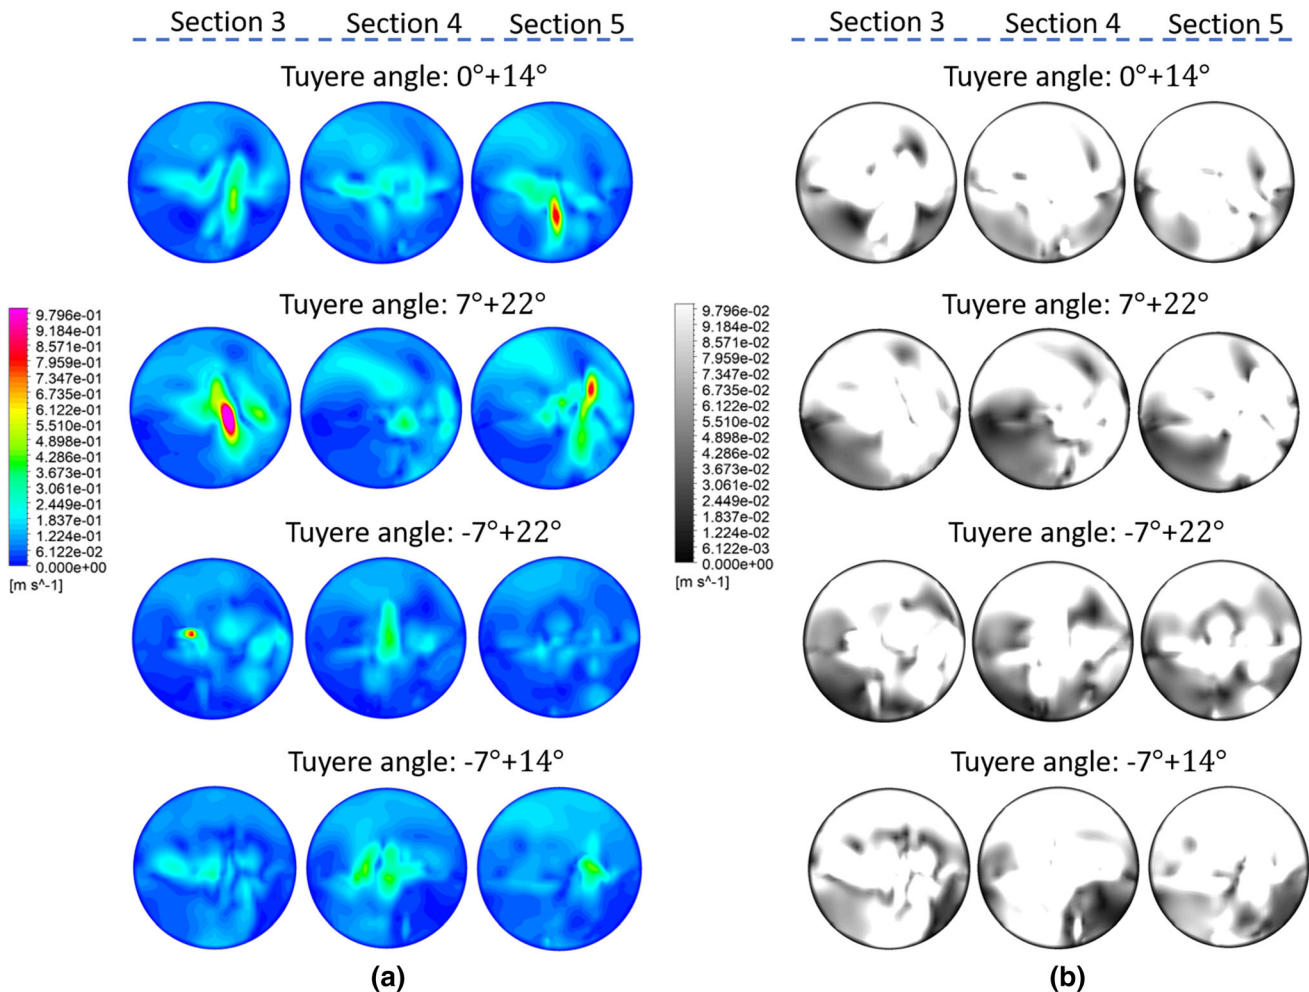 Section 3 Section 4 Section 5
Tuyere angle: 0°+14°
Tuyere angle: 7°+22°
9.796e-01
9.184e-01
8.571e-01
7.959e-01
7.347e-01
6.735e-01
6.122e-01
5.510e-01
4.898e-01
4.286e-01
3.673e-01
3.061e-01
2.449e-01
1.837e-01
1.224e-01
6.122e-02
0.000e+00
[m s^-1]
Tuyere angle: -7°+22°
Tuyere angle: -7°+14°
(a)
Section 3 Section 4 Section 5
Tuyere angle: 0°+14°
Tuyere angle: 7°+22°
9.796e-02
9.184e-02
8.571e-02
7.959e-02
7.347e-02
6.735e-02
6.122e-02
5.510e-02
4.898e-02
4.286e-02
3.673e-02
3.061e-02
2.449e-02
1.837e-02
1.224e-02
6.122e-03
0.000e+00
[m s^-1]
Tuyere angle: -7°+22°
Tuyere angle: -7°+14°
(b)